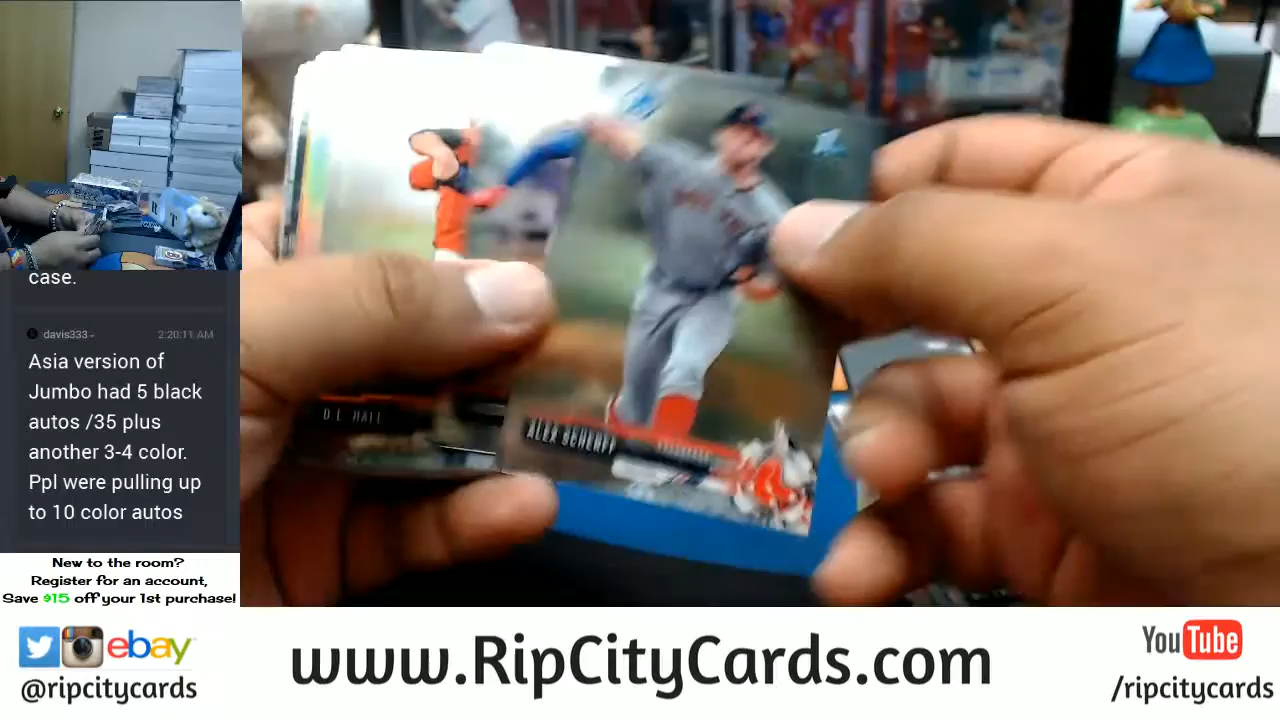 case.
davis333-
2:20:11 AM
Asia version of
Jumbo had 5 black
autos /35 plus
another 3-4 color.
Ppl were pulling up
to 10 color autos
New to the room?
Register for an account,
Save $15 off your 1st purchase!
D L HALL
ALEX SCHERFF
ebay
@ripcitycards
www.RipCityCards.com
YouTube
/ripcitycards